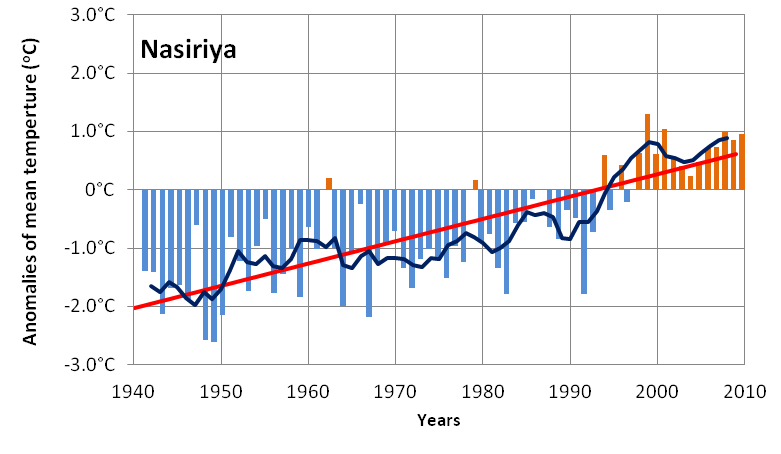 Nasiriya
Anomalies of mean temperture (°C)
3.0°C
2.0°C
1.0°C
0°C
-1.0°C
-2.0°C
-3.0°C
1940 1950 1960 1970 1980 1990 2000 2010
Years